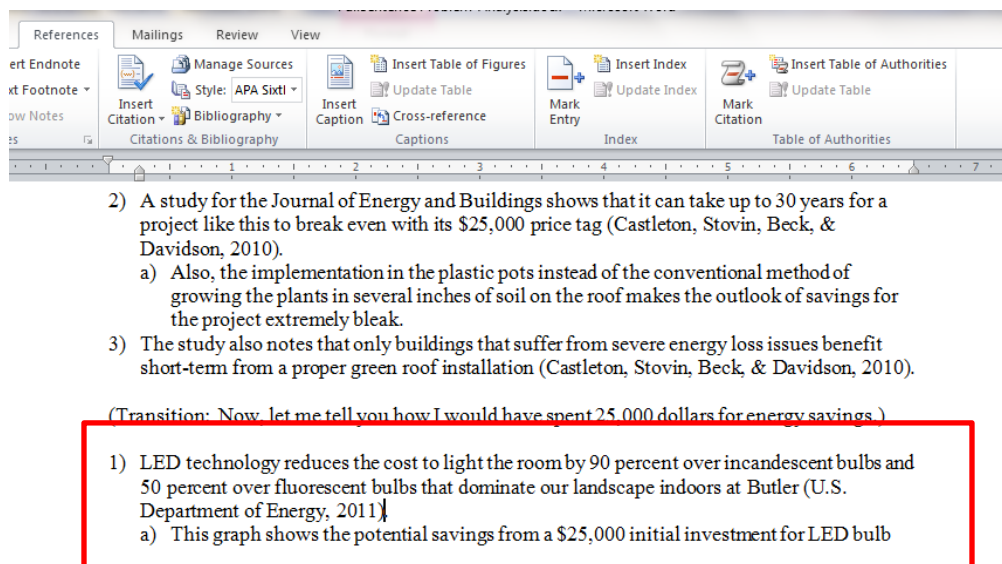 References Mailings Review View
ert Endnote Manage Sources Insert Table of Figures Insert Index Insert Table of Authorities
xt Footnote Style: APA Sixtl Update Table Update Index Update Table
ow Notes Insert Citation Bibliography Insert Caption Cross-reference Mark Entry Mark Citation
es Citations & Bibliography Captions Index Table of Authorities
1 2 3 4 5 6 7
2) A study for the Journal of Energy and Buildings shows that it can take up to 30 years for a
project like this to break even with its $25,000 price tag (Castleton, Stovin, Beck, &
Davidson, 2010).
a) Also, the implementation in the plastic pots instead of the conventional method of
growing the plants in several inches of soil on the roof makes the outlook of savings for
the project extremely bleak.
3) The study also notes that only buildings that suffer from severe energy loss issues benefit
short-term from a proper green roof installation (Castleton, Stovin, Beck, & Davidson, 2010).
(Transition: Now, let me tell you how I would have spent 25,000 dollars for energy savings.)
1) LED technology reduces the cost to light the room by 90 percent over incandescent bulbs and
50 percent over fluorescent bulbs that dominate our landscape indoors at Butler (U.S.
Department of Energy, 2011).
a) This graph shows the potential savings from a $25,000 initial investment for LED bulb